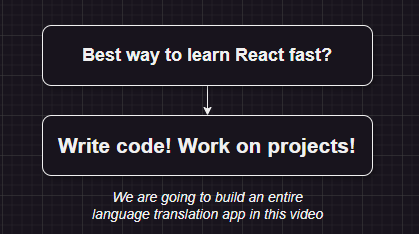 Best way to learn React fast?
Write code! Work on projects!
We are going to build an entire
language translation app in this video